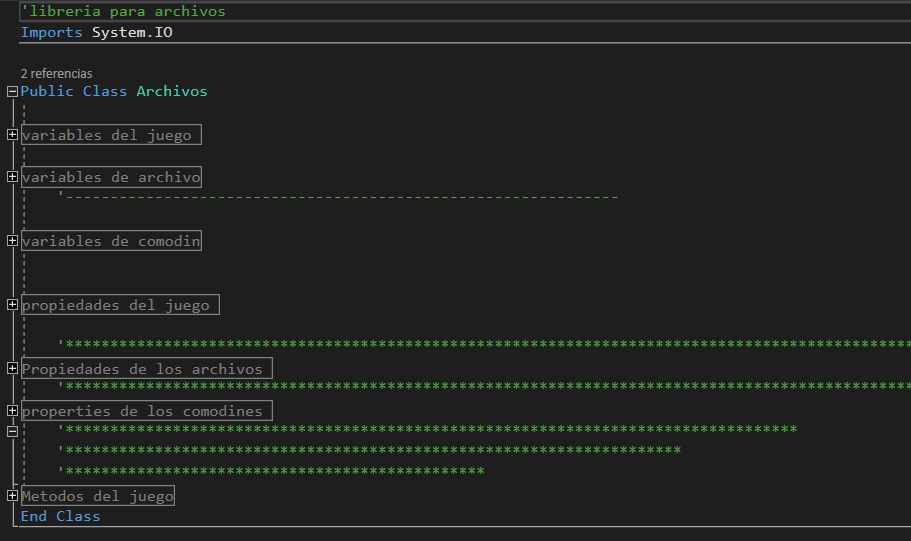 'libreria para archivos
Imports System.IO
2 referencias
Public Class Archivos
variables del juego
variables de archivo
'--------------------------------------------------------------
variables de comodin
propiedades del juego
'***********************************************************************************************
Propiedades de los archivos
'***********************************************************************************************
properties de los comodines
'**********************************************************************************
'*********************************************************************
'***********************************************
Metodos del juego
End Class